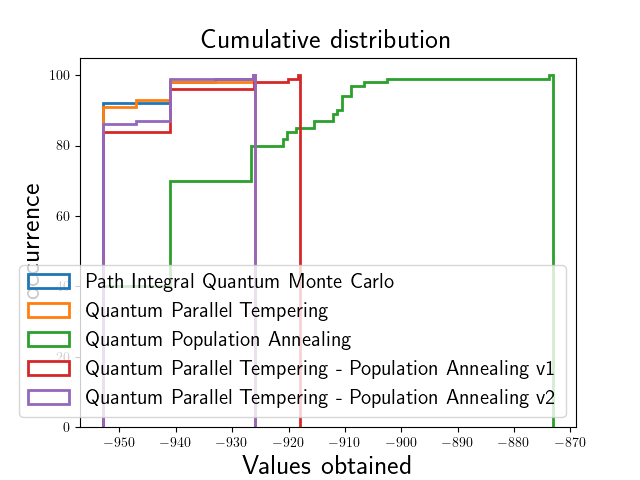 Cumulative distribution
100
80
60
40
20
0
Path Integral Quantum Monte Carlo
Quantum Parallel Tempering
Quantum Population Annealing
Quantum Parallel Tempering - Population Annealing v1
Quantum Parallel Tempering - Population Annealing v2
−950 −940 −930 −920 −910 −900 −890 −880 −870
Values obtained